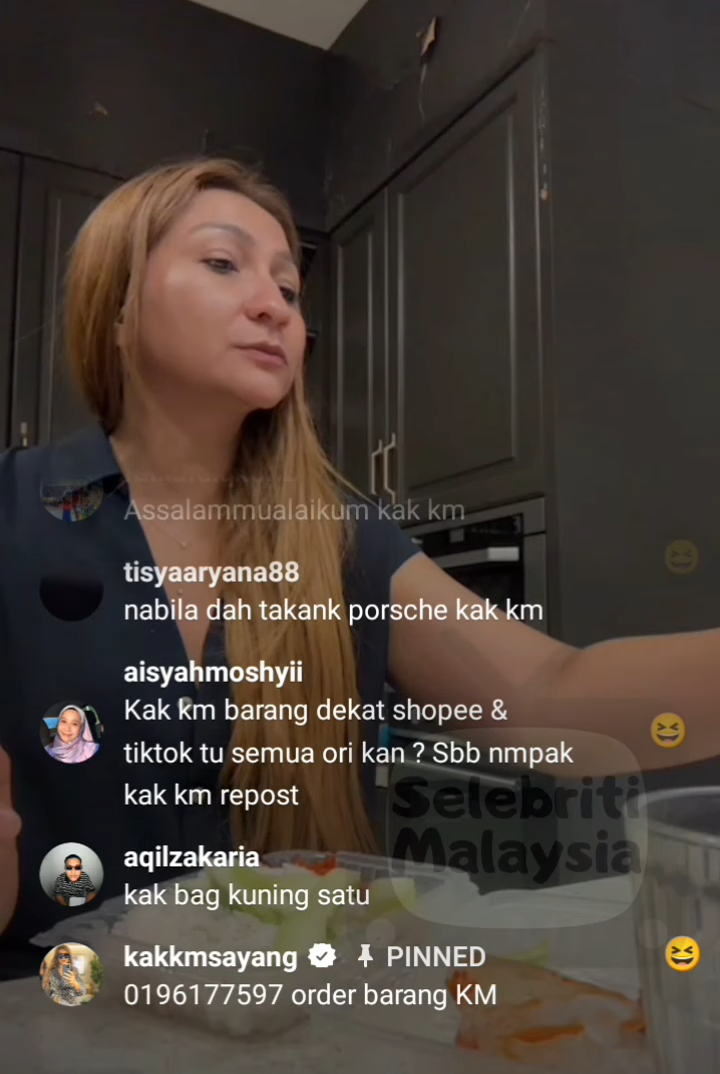 Assalammualaikum kak km
tisyaaryana88
nabila dah takank porsche kak km
aisyahmoshyii
Kak km barang dekat shopee &
tiktok tu semua ori kan ? Sbb nmpak
kak km repost
Selebriti
Malaysia
aqilzakaria
kak bag kuning satu
kakkmsayang PINNED
0196177597 order barang KM